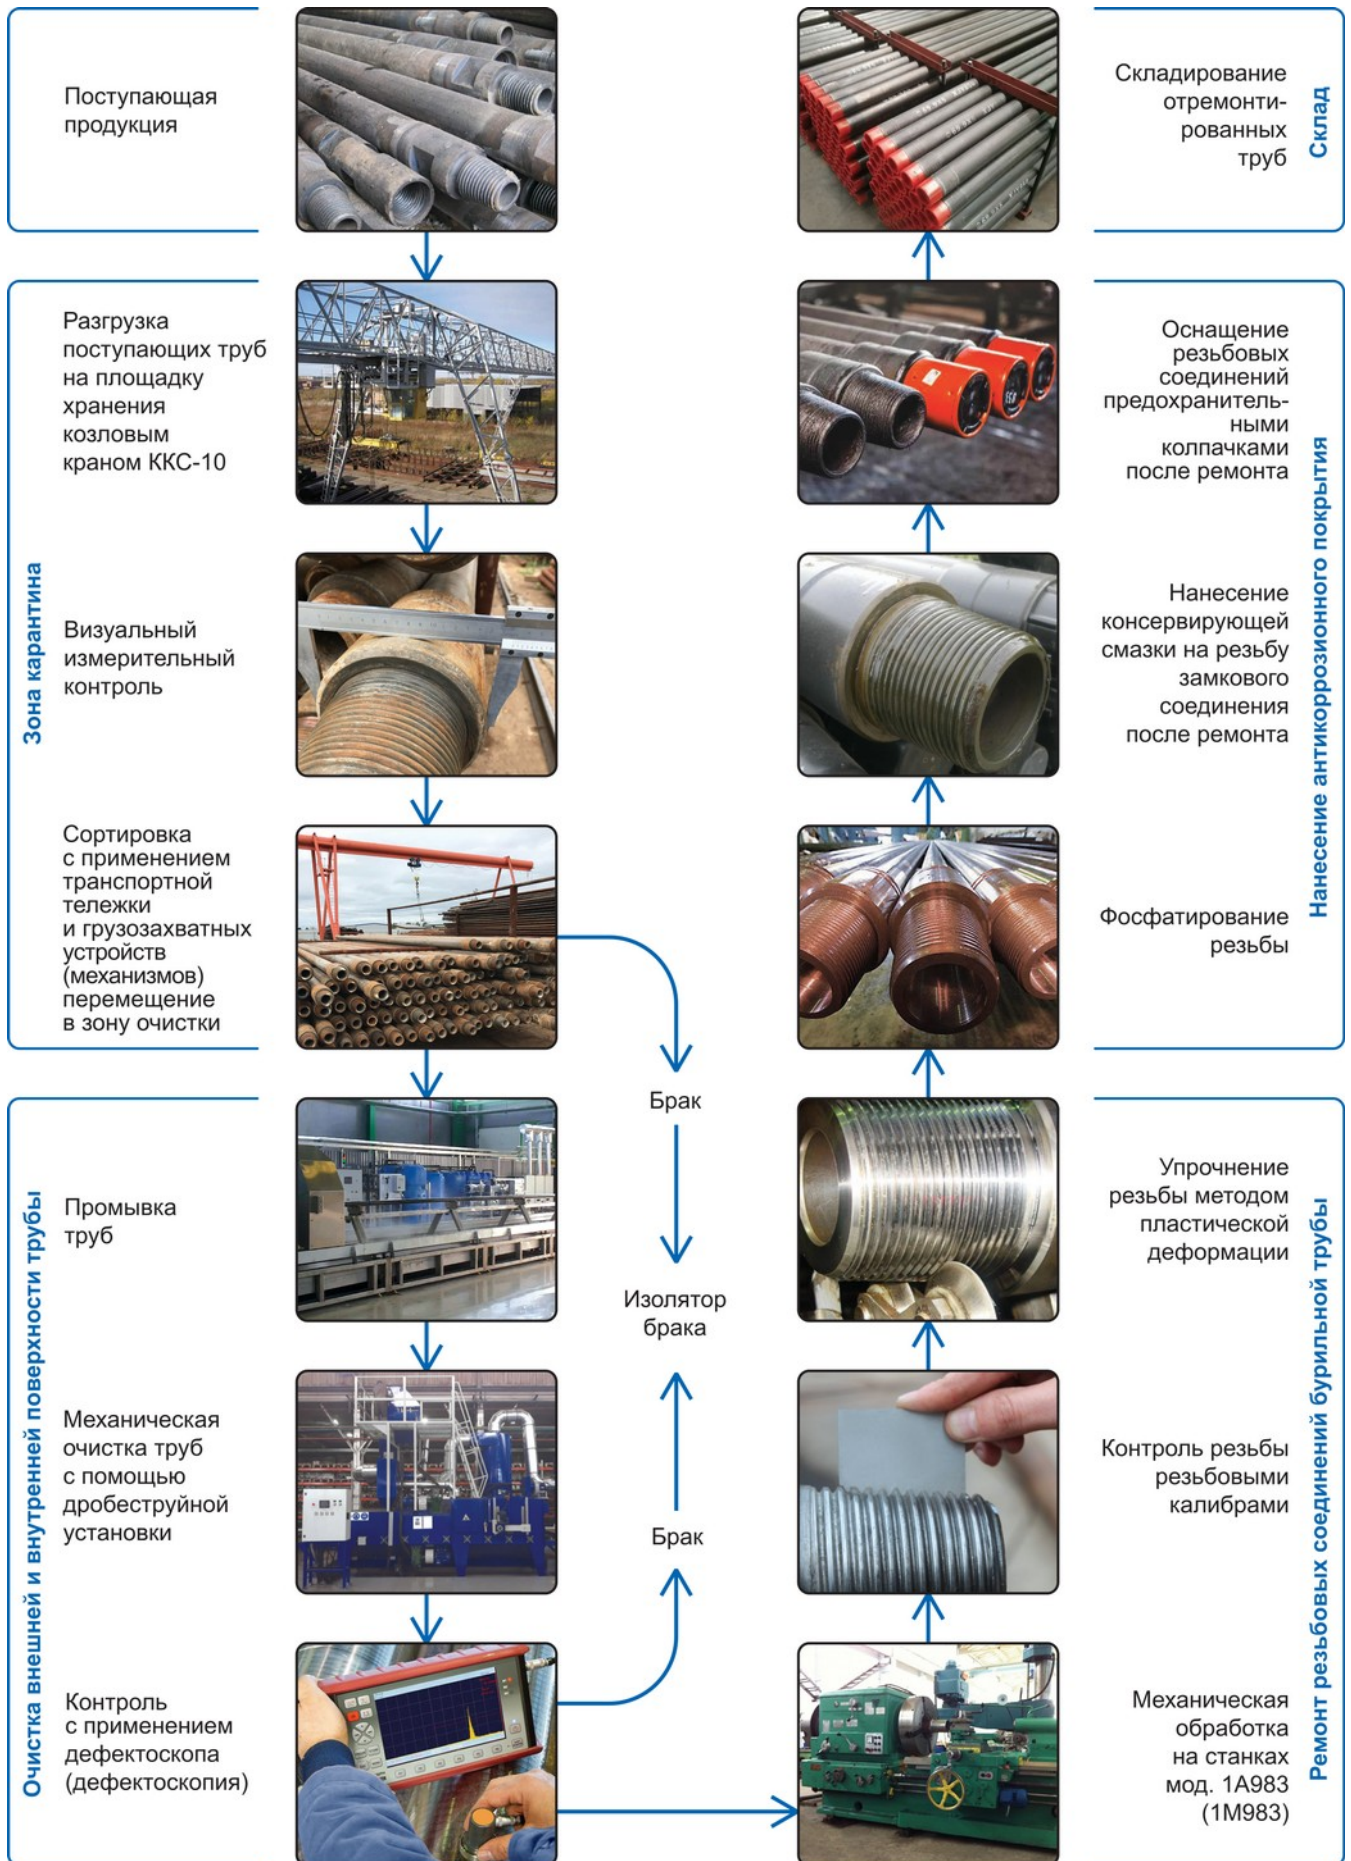 Поступающая
продукция
Зона карантина
Разгрузка
поступающих труб
на площадку
хранения
козловым
краном ККС-10
Визуальный
измерительный
контроль
Сортировка
с применением
транспортной
тележки
и грузозахватных
устройств
(механизмов)
перемещение
в зону очистки
Брак
Изолятор
брака
Брак
Очистка внешней и внутренней поверхности трубы
Промывка
труб
Механическая
очистка труб
с помощью
дробеструйной
установки
Контроль
с применением
дефектоскопа
(дефектоскопия)
Ремонт резьбовых соединений бурильной трубы
Механическая
обработка
на станках
мод. 1А983
(1М983)
Контроль резьбы
резьбовыми
калибрами
Упрочнение
резьбы методом
пластической
деформации
Нанесение антикоррозионного покрытия
Фосфатирование
резьбы
Нанесение
консервирующей
смазки на резьбу
замкового
соединения
после ремонта
Оснащение
резьбовых
соединений
предохранитель-
ными
колпачками
после ремонта
Склад
Складирование
отремонти-
рованных
труб